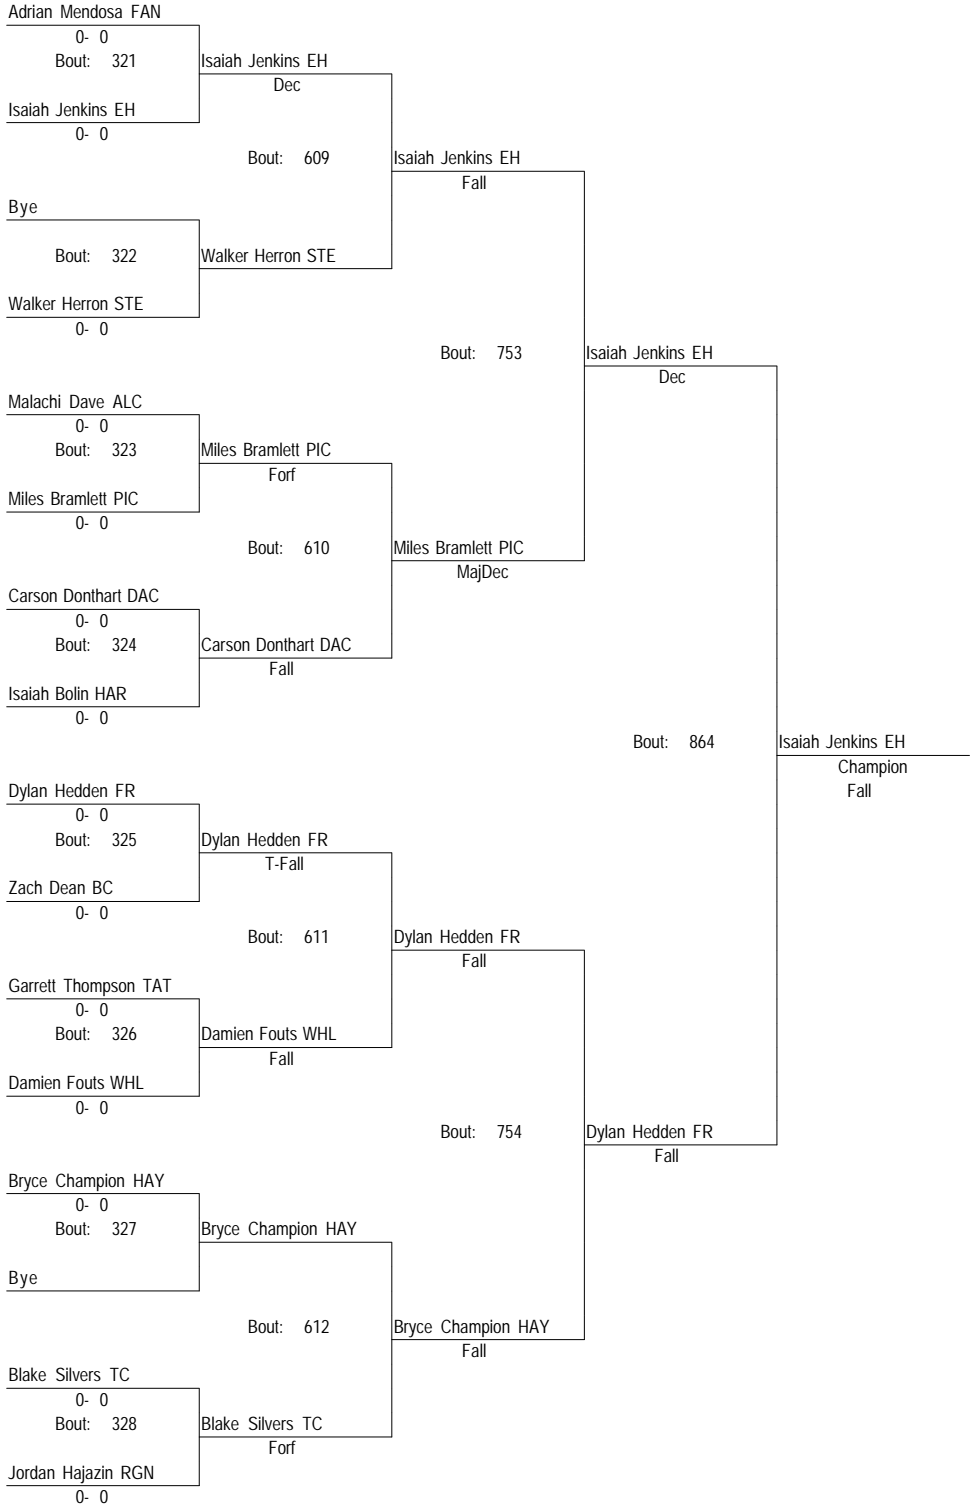 Adrian Mendosa FAN
0- 0
Bout: 321
Isaiah Jenkins EH
Dec
Isaiah Jenkins EH
0- 0
Bout: 609
Isaiah Jenkins EH
Fall
Bye
Bout: 322
Walker Herron STE
Walker Herron STE
0- 0
Bout: 753
Isaiah Jenkins EH
Dec
Malachi Dave ALC
0- 0
Bout: 323
Miles Bramlett PIC
Forf
Miles Bramlett PIC
0- 0
Bout: 610
Miles Bramlett PIC
MajDec
Carson Donthart DAC
0- 0
Bout: 324
Carson Donthart DAC
Fall
Isaiah Bolin HAR
0- 0
Bout: 864
Isaiah Jenkins EH
Champion
Fall
Dylan Hedden FR
0- 0
Bout: 325
Dylan Hedden FR
T-Fall
Zach Dean BC
0- 0
Bout: 611
Dylan Hedden FR
Fall
Garrett Thompson TAT
0- 0
Bout: 326
Damien Fouts WHL
Fall
Damien Fouts WHL
0- 0
Bout: 754
Dylan Hedden FR
Fall
Bryce Champion HAY
0- 0
Bout: 327
Bryce Champion HAY
Bye
Bout: 612
Bryce Champion HAY
Fall
Blake Silvers TC
0- 0
Bout: 328
Blake Silvers TC
Forf
Jordan Hajazin RGN
0- 0